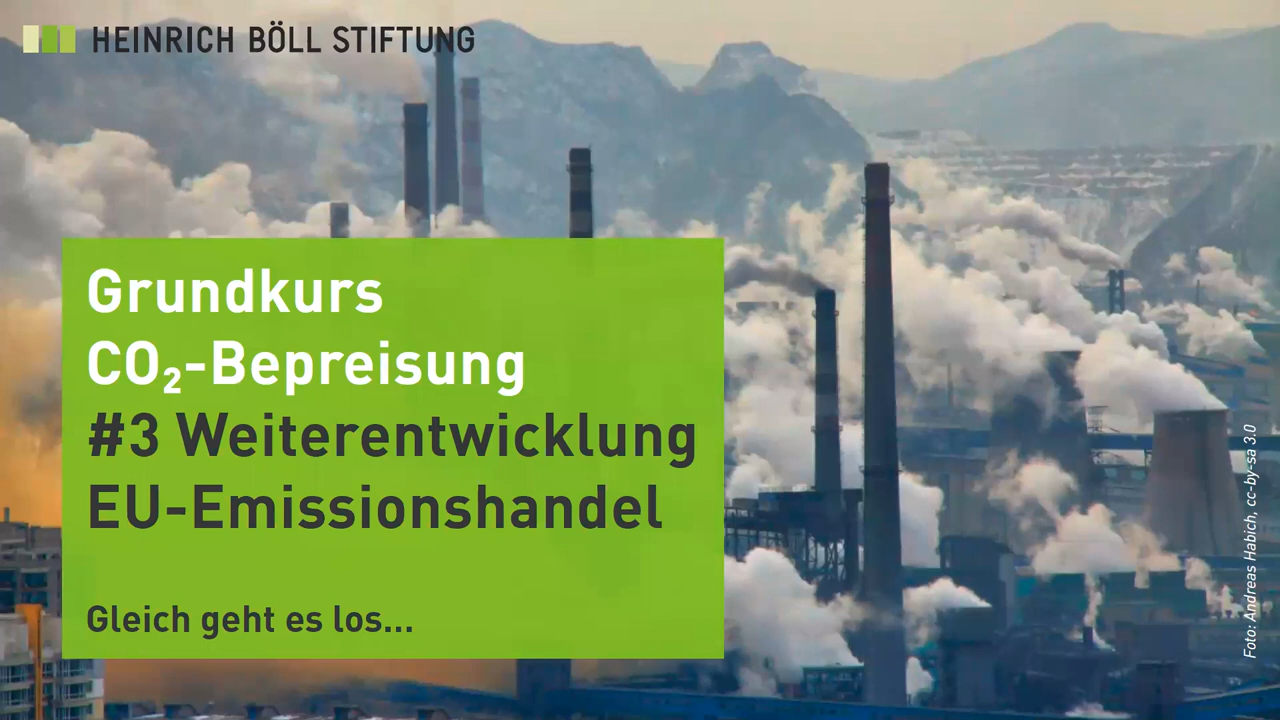 HEINRICH BÖLL STIFTUNG
Grundkurs
CO₂-Bepreisung
#3 Weiterentwicklung
EU-Emissionshandel
Gleich geht es los...
Foto: Andreas Habich, cc-by-sa 3.0